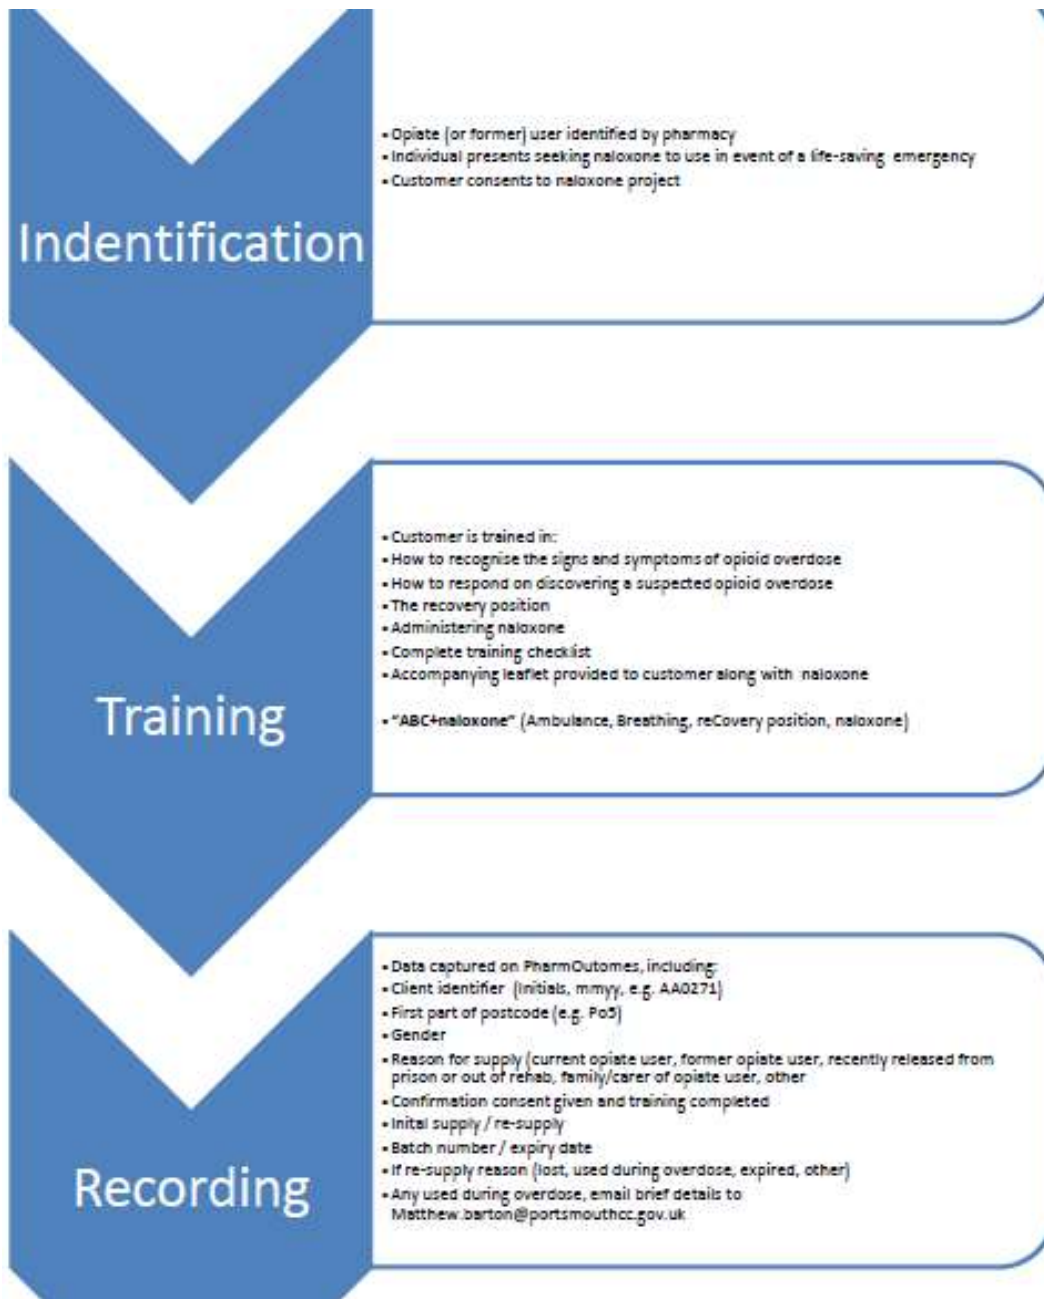 Indentification
• Opiate (or former) user identified by pharmacy
• Individual presents seeking naloxone to use in event of a life-saving emergency
• Customer consents to naloxone project
Training
• Customer is trained in:
• How to recognise the signs and symptoms of opioid overdose
• How to respond on discovering a suspected opioid overdose
• The recovery position
• Administering naloxone
• Complete training checklist
• Accompanying leaflet provided to customer along with naloxone
• "ABC+naloxone" (Ambulance, Breathing, reCovery position, naloxone)
Recording
• Data captured on PharmOutomes, including:
• Client identifier (Initials, mmyy, e.g. AA0271)
• First part of postcode (e.g. Po5)
• Gender
• Reason for supply (current opiate user, former opiate user, recently released from
prison or out of rehab, family/carer of opiate user, other
• Confirmation consent given and training completed
• Inital supply / re-supply
• Batch number / expiry date
• If re-supply reason (lost, used during overdose, expired, other)
• Any used during overdose, email brief details to
Matthew.barton@portsmouthcc.gov.uk